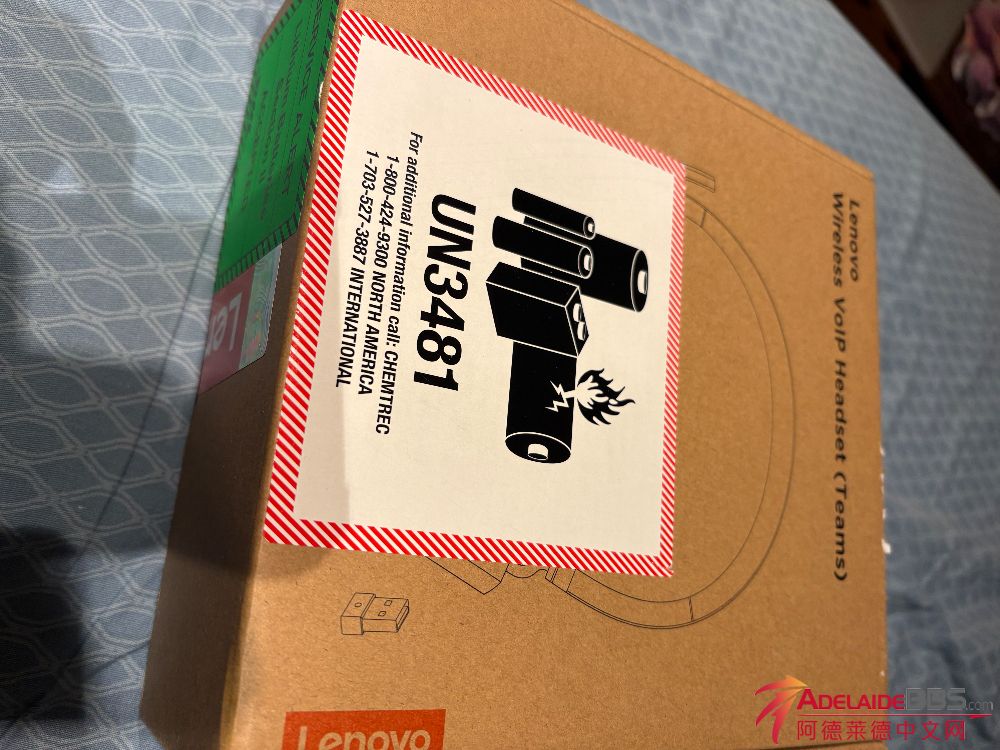 Lenovo
Wireless VoIP Headset (Teams)
UN3481
For additional information call: CHEMTREC
1-800-424-9300 NORTH AMERICA
1-703-527-3887 INTERNATIONAL
Lenovo
ADELAIDEBBS.com
阿德莱德中文网